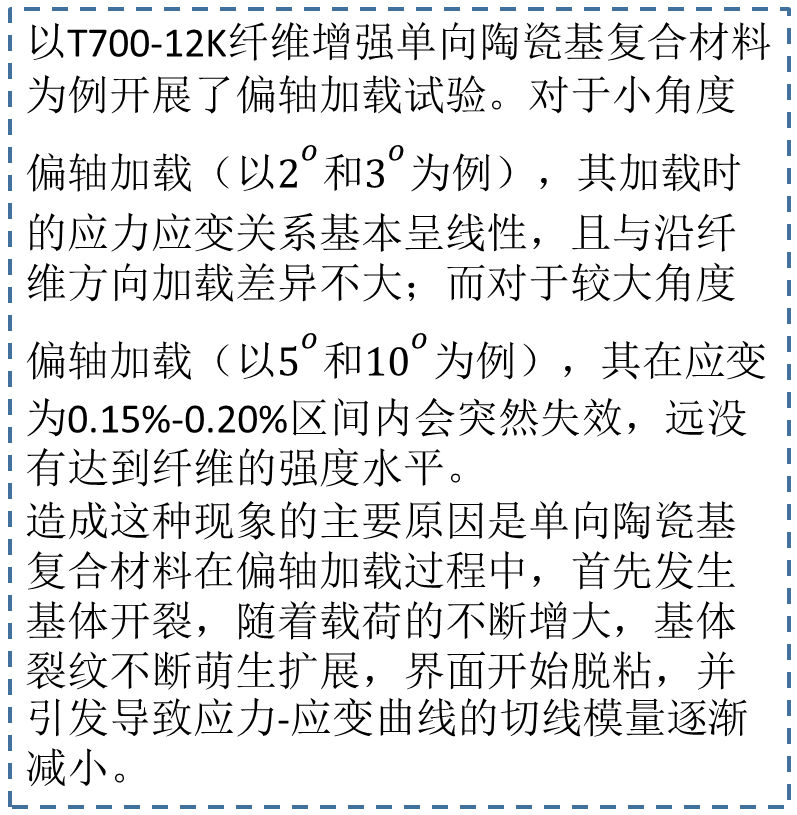 以T700-12K纤维增强单向陶瓷基复合材料
为例开展了偏轴加载试验。对于小角度
偏轴加载（以2°和3°为例），其加载时
的应力应变关系基本呈线性，且与沿纤
维方向加载差异不大；而对于较大角度
偏轴加载（以5°和10°为例），其在应变
为0.15%-0.20%区间内会突然失效，远没
有达到纤维的强度水平。
造成这种现象的主要原因是单向陶瓷基
复合材料在偏轴加载过程中，首先发生
基体开裂，随着载荷的不断增大，基体
裂纹不断萌生扩展，界面开始脱粘，并
引发导致应力-应变曲线的切线模量逐渐
减小。